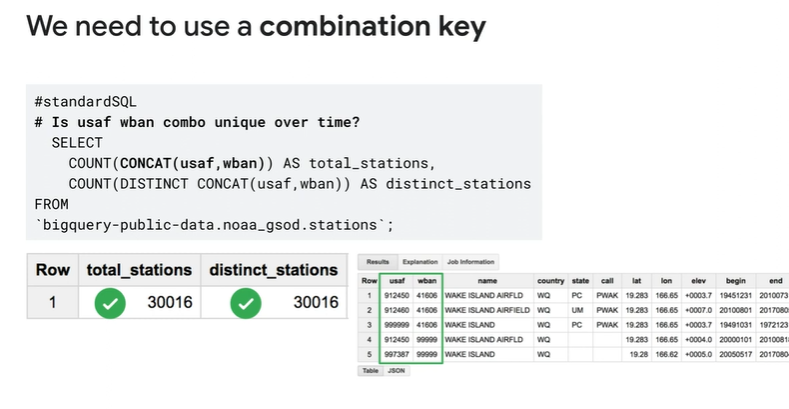 We need to use a combination key
#standardSQL
# Is usaf wban combo unique over time?
SELECT
COUNT(CONCAT(usaf,wban)) AS total_stations,
COUNT(DISTINCT CONCAT(usaf,wban)) AS distinct_stations
FROM
`bigquery-public-data.noaa_gsod.stations`;
Row total_stations distinct_stations
1 30016 30016
Results Explanation Job Information
Row usaf wban name country state call lat lon elev begin end
1 912450 41606 WAKE ISLAND AIRFLD WQ PC PWAK 19.283 166.65 +0003.7 19451231 2010073
2 912460 41606 WAKE ISLAND AIRFIELD WQ UM PWAK 19.283 166.65 +0007.0 20100801 2017080
3 999999 41606 WAKE ISLAND WQ PC PWAK 19.283 166.65 +0003.7 19491031 1972123
4 912450 99999 WAKE ISLAND AIRFLD WQ 19.283 166.65 +0004.0 20000101 2010081
5 997387 99999 WAKE ISLAND WQ 19.28 166.62 +0005.0 20050517 2017080
Table JSON